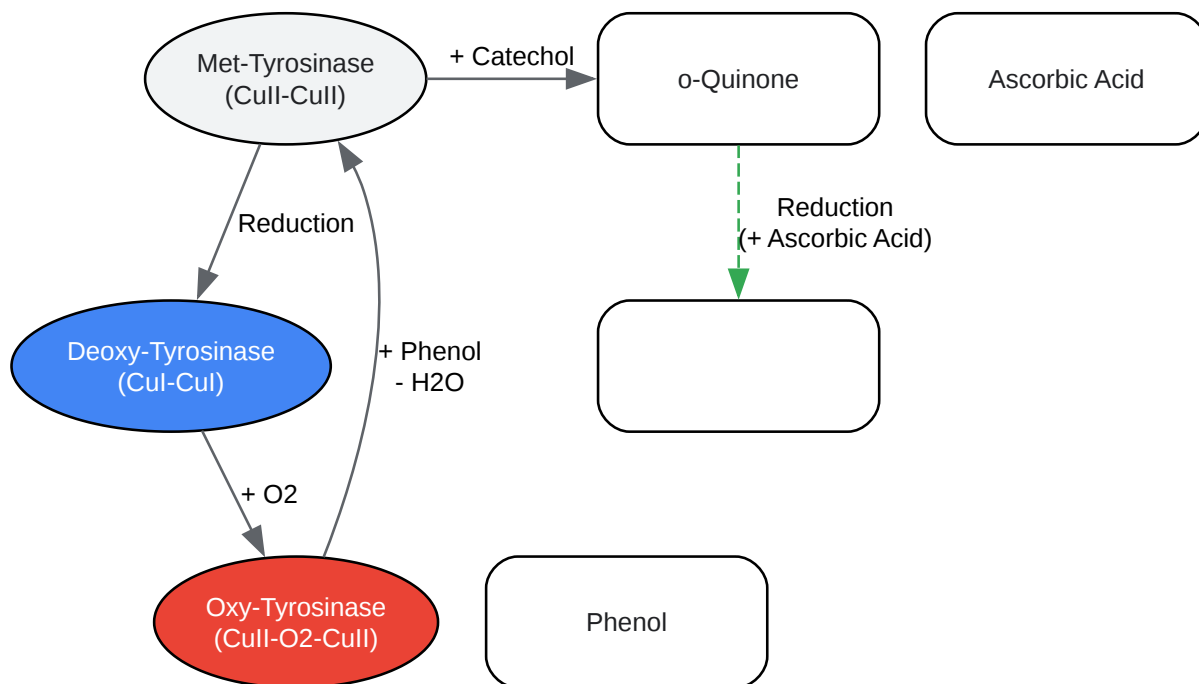 Met-Tyrosinase
(CuII-CuII)
+ Catechol
o-Quinone
Ascorbic Acid
Reduction
Reduction
(+ Ascorbic Acid)
Deoxy-Tyrosinase
(CuI-CuI)
+ Phenol
- H2O
+ O2
Oxy-Tyrosinase
(CuII-O2-CuII)
Phenol